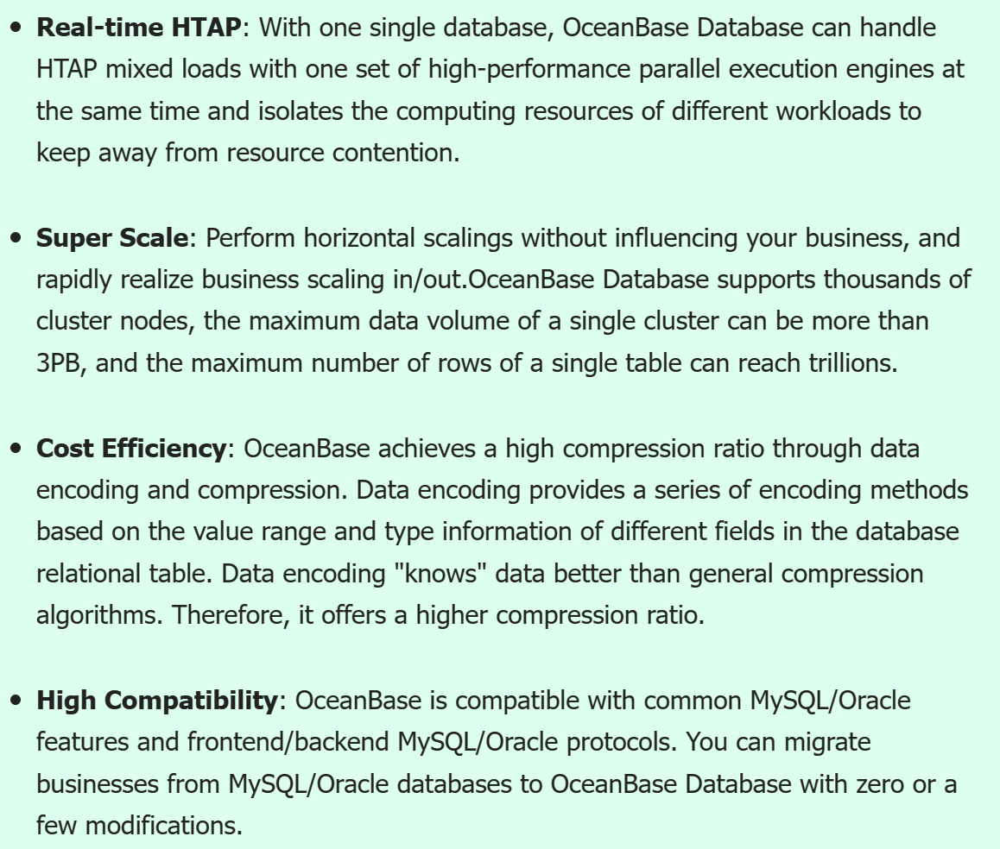 • Real-time HTAP: With one single database, OceanBase Database can handle
HTAP mixed loads with one set of high-performance parallel execution engines at
the same time and isolates the computing resources of different workloads to
keep away from resource contention.
• Super Scale: Perform horizontal scalings without influencing your business, and
rapidly realize business scaling in/out.OceanBase Database supports thousands of
cluster nodes, the maximum data volume of a single cluster can be more than
3PB, and the maximum number of rows of a single table can reach trillions.
• Cost Efficiency: OceanBase achieves a high compression ratio through data
encoding and compression. Data encoding provides a series of encoding methods
based on the value range and type information of different fields in the database
relational table. Data encoding "knows" data better than general compression
algorithms. Therefore, it offers a higher compression ratio.
• High Compatibility: OceanBase is compatible with common MySQL/Oracle
features and frontend/backend MySQL/Oracle protocols. You can migrate
businesses from MySQL/Oracle databases to OceanBase Database with zero or a
few modifications.